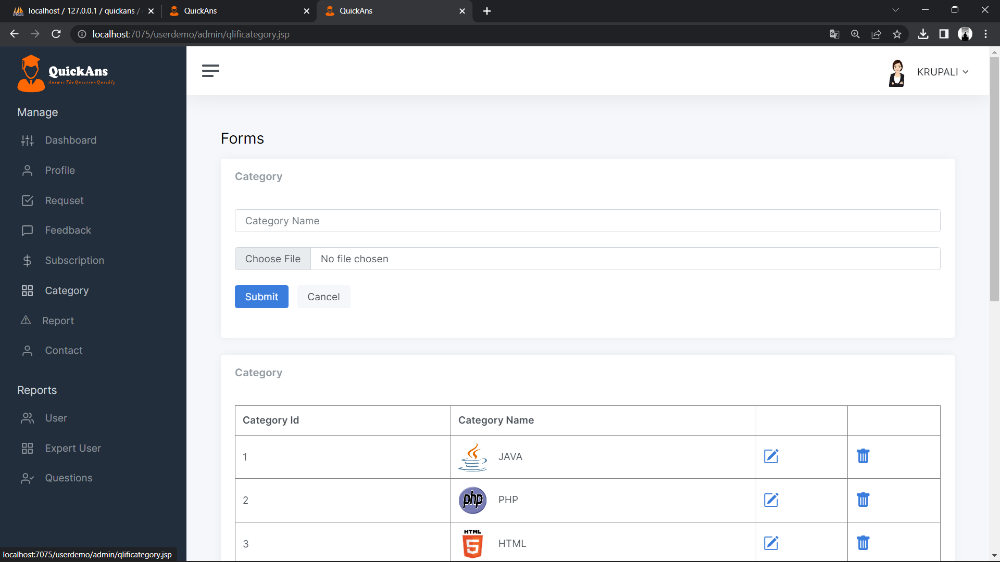 localhost / 127.0.0.1 / quickans /
QuickAns
QuickAns
localhost:7075/userdemo/admin/qlificategory.jsp
QuickAns
AnswerTheQuestionQuickly
KRUPALI
Manage
Dashboard
Profile
Requset
Feedback
Subscription
Category
Report
Contact
Reports
User
Expert User
Questions
Forms
Category
Category Name
Choose File No file chosen
Submit Cancel
Category
Category Id Category Name
1 JAVA
2 php PHP
3 HTML 5 HTML
localhost:7075/userdemo/admin/qlificategory.jsp